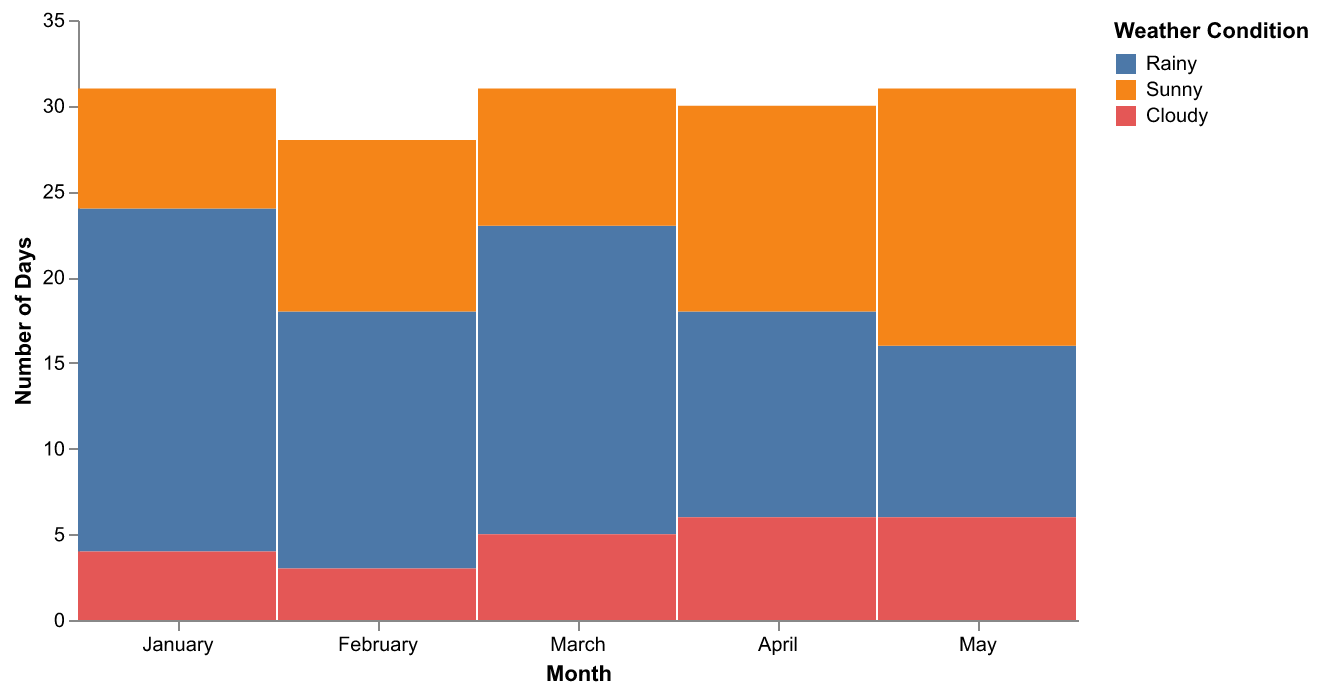 35
30
25
20
15
10
5
0
Number of Days
January
February
March
April
May
Month
Weather Condition
Rainy
Sunny
Cloudy